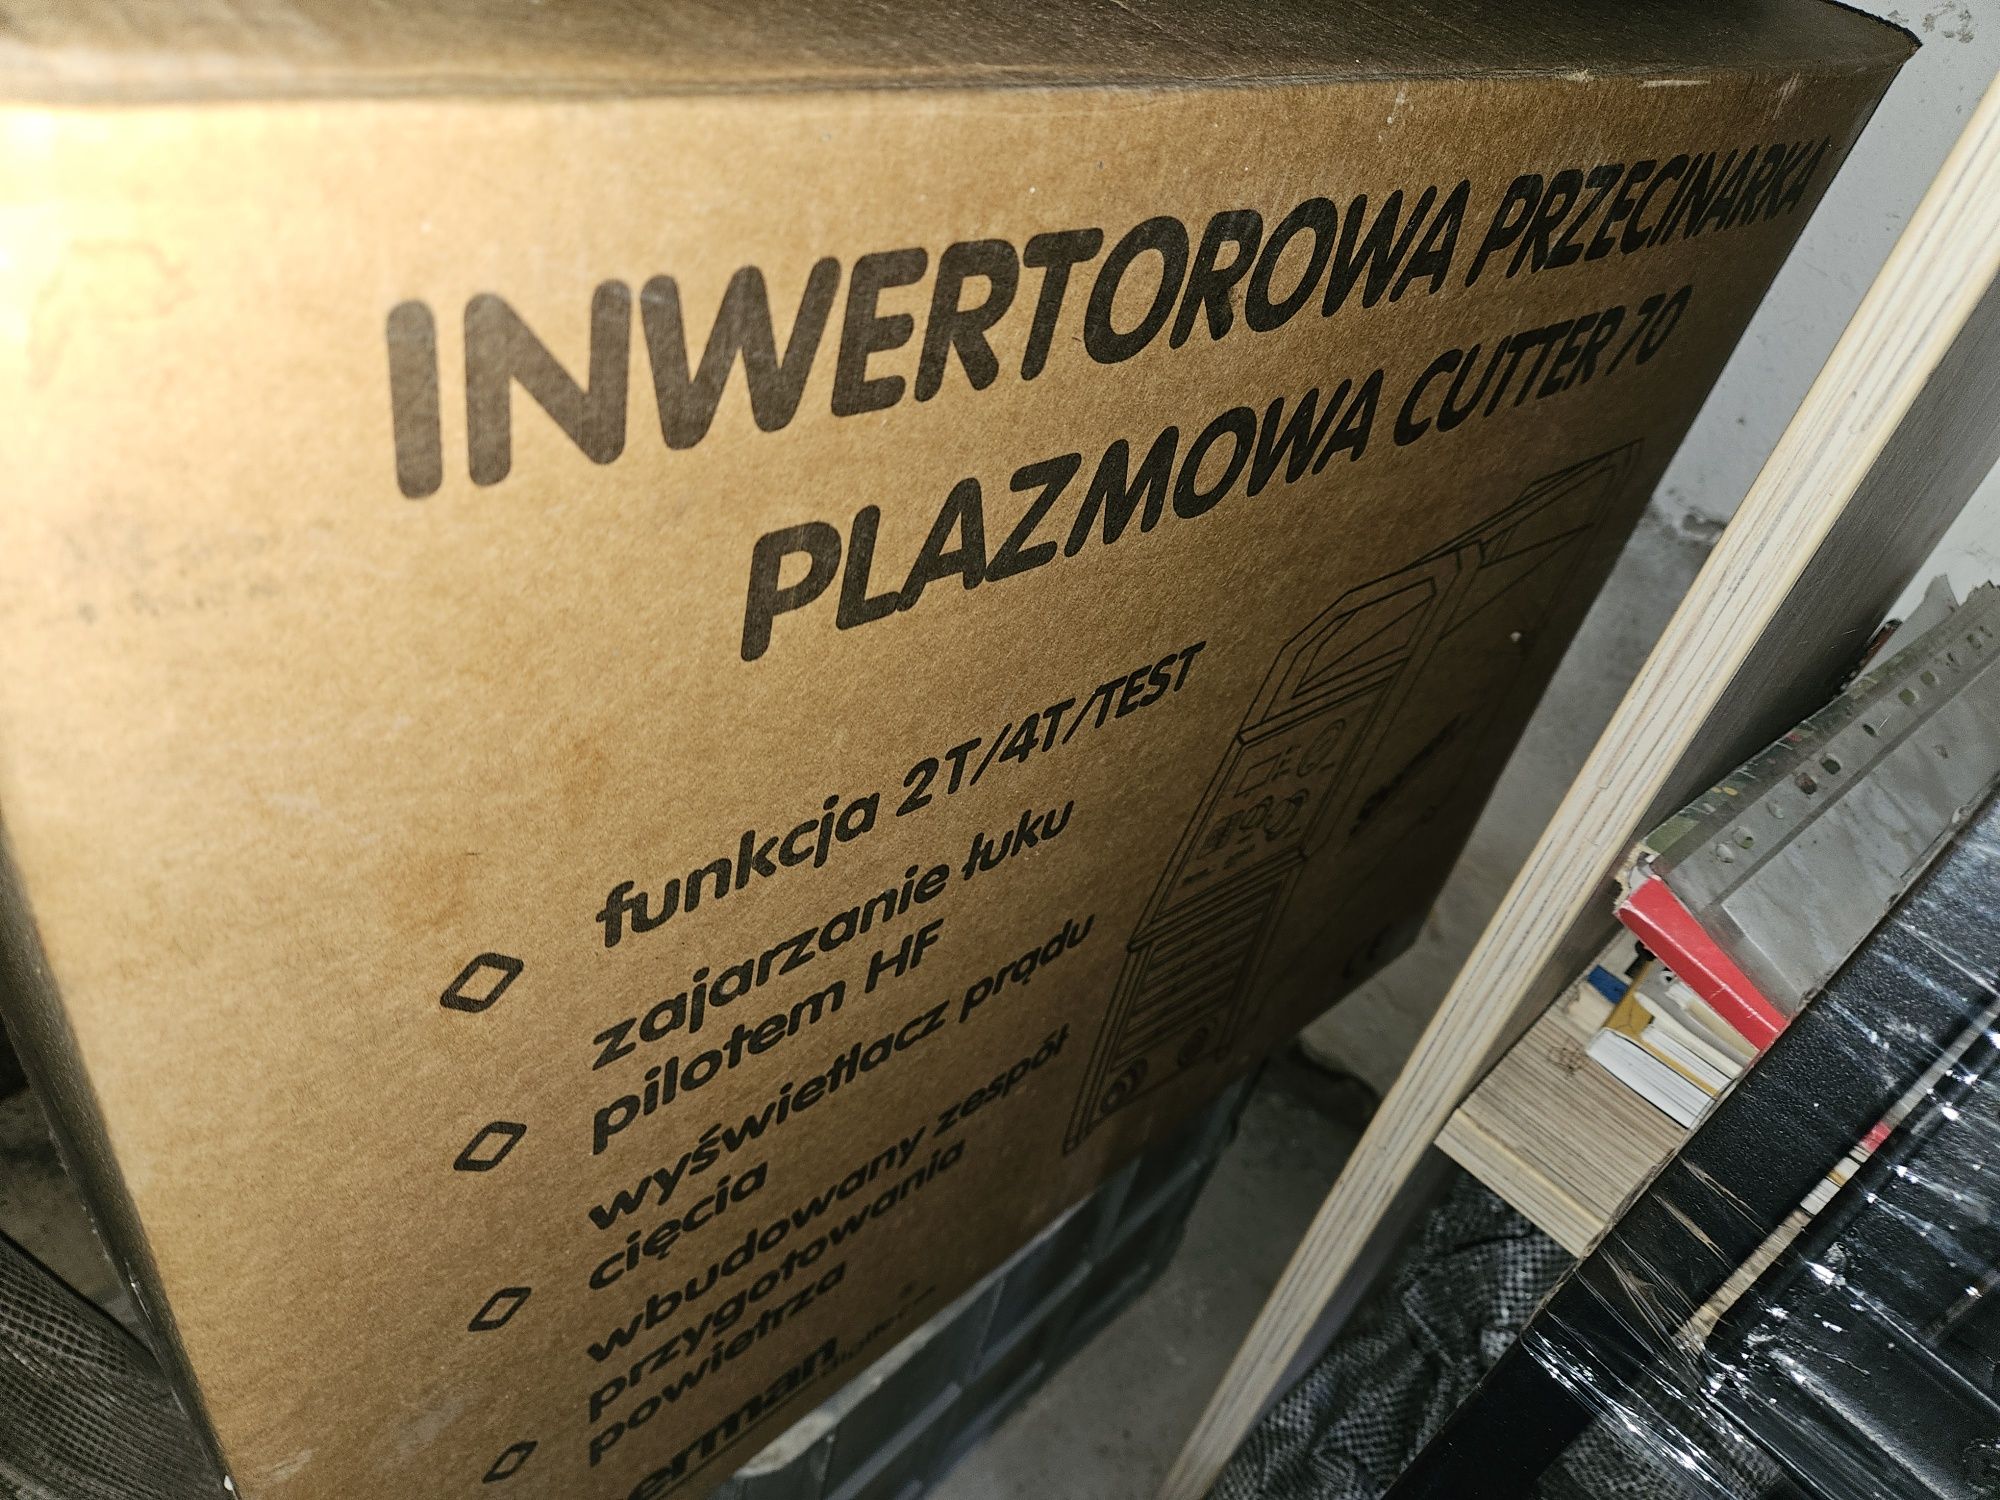 INWERTOROWA PRZECINARKA
PLAZMOWA CUTTER 70
funkcja 2T/4T/TEST
zajarzanie łuku
pilotem HF
wyświetlacz prądu
cięcia
wbudowany zespół
przygotowania
powietrza
erman